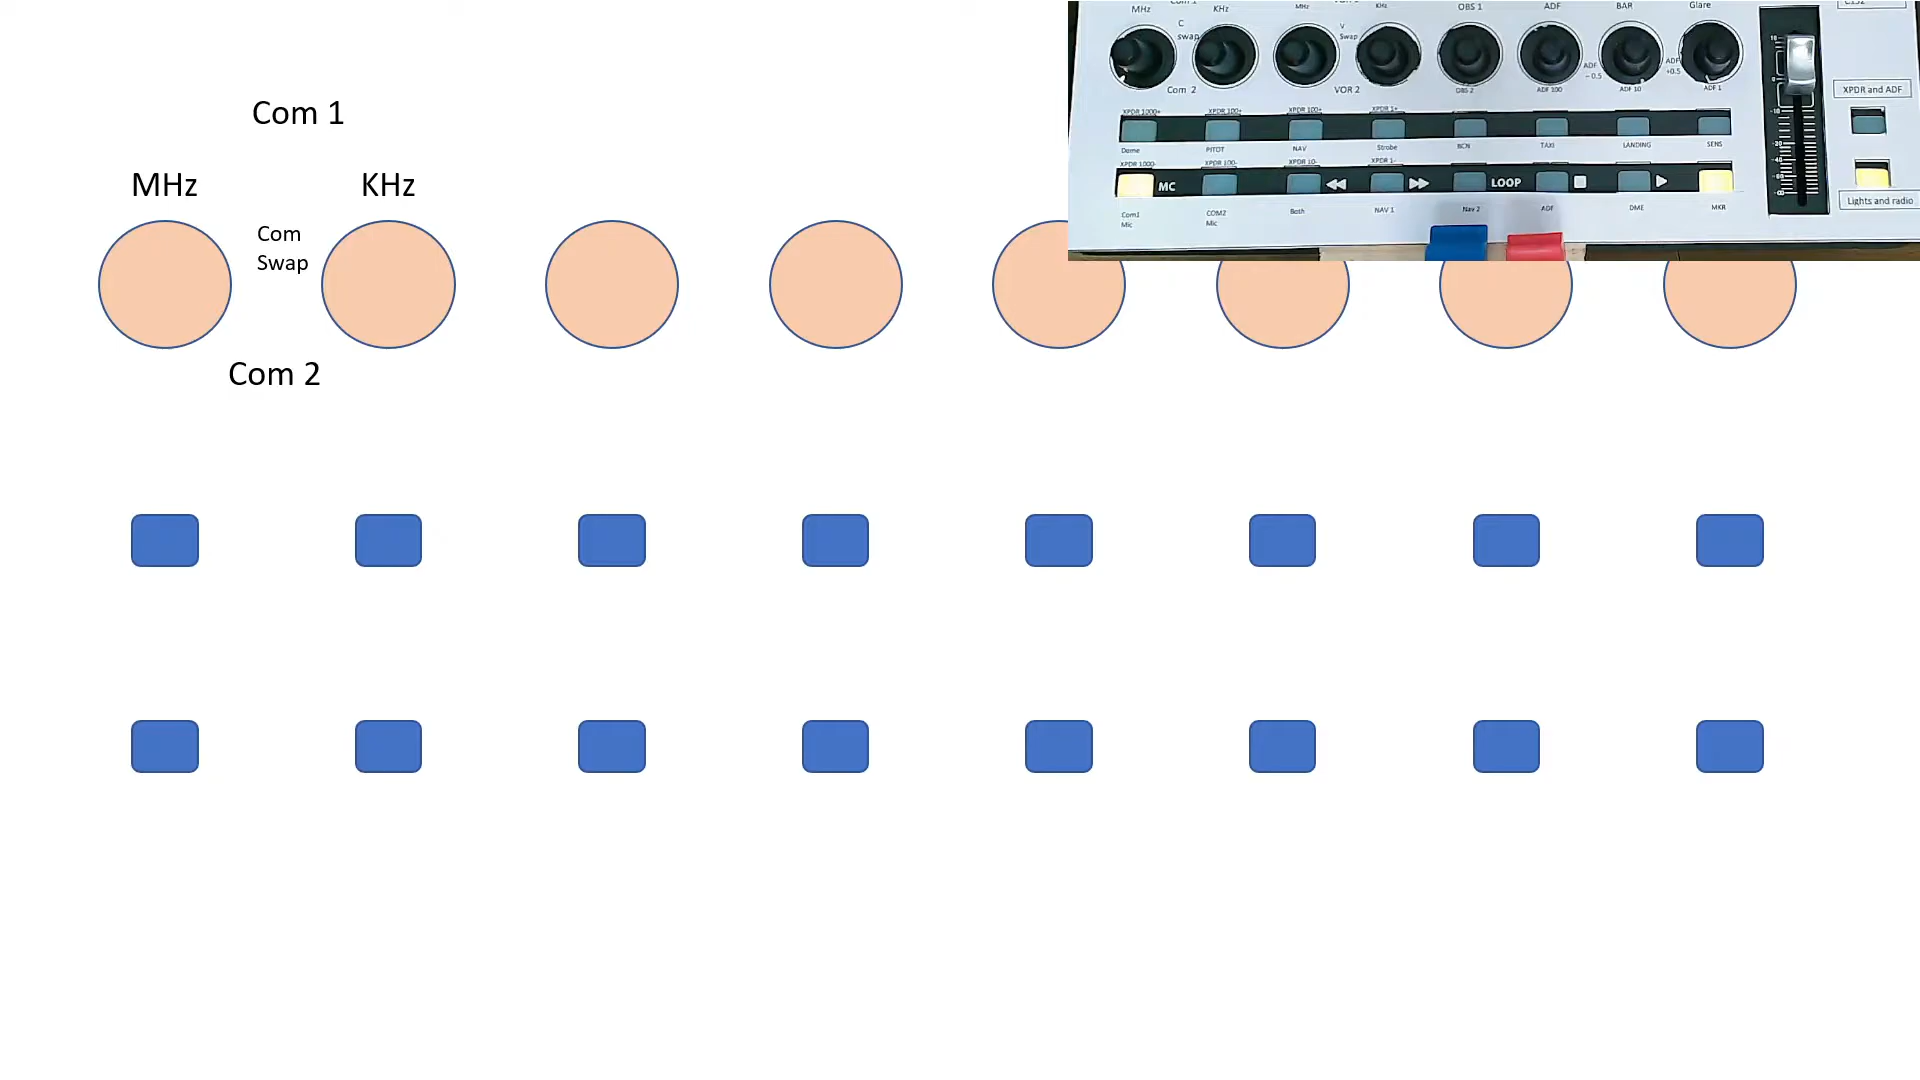 Com 1
MHz
KHz
Com
Swap
Com 2
MHz
KHz
MHz
KHz
OBS 1
ADF
BAR
Glare
C
swap
V
Swap
Com 2
VOR 2
OBS 2
ADF 100
ADF
- 0.5
ADF 10
ADF
+0.5
ADF 1
XPDR and ADF
XPDR 1000+
XPDR 100+
XPDR 100+
XPDR 1+
Dome
PITOT
NAV
Strobe
BCN
TAXI
LANDING
SENS
XPDR 1000-
XPDR 100-
XPDR 10-
XPDR 1-
MC
LOOP
Com1
Mic
COM2
Mic
Both
NAV 1
Nav 2
ADF
DME
MKR
Lights and radio
10